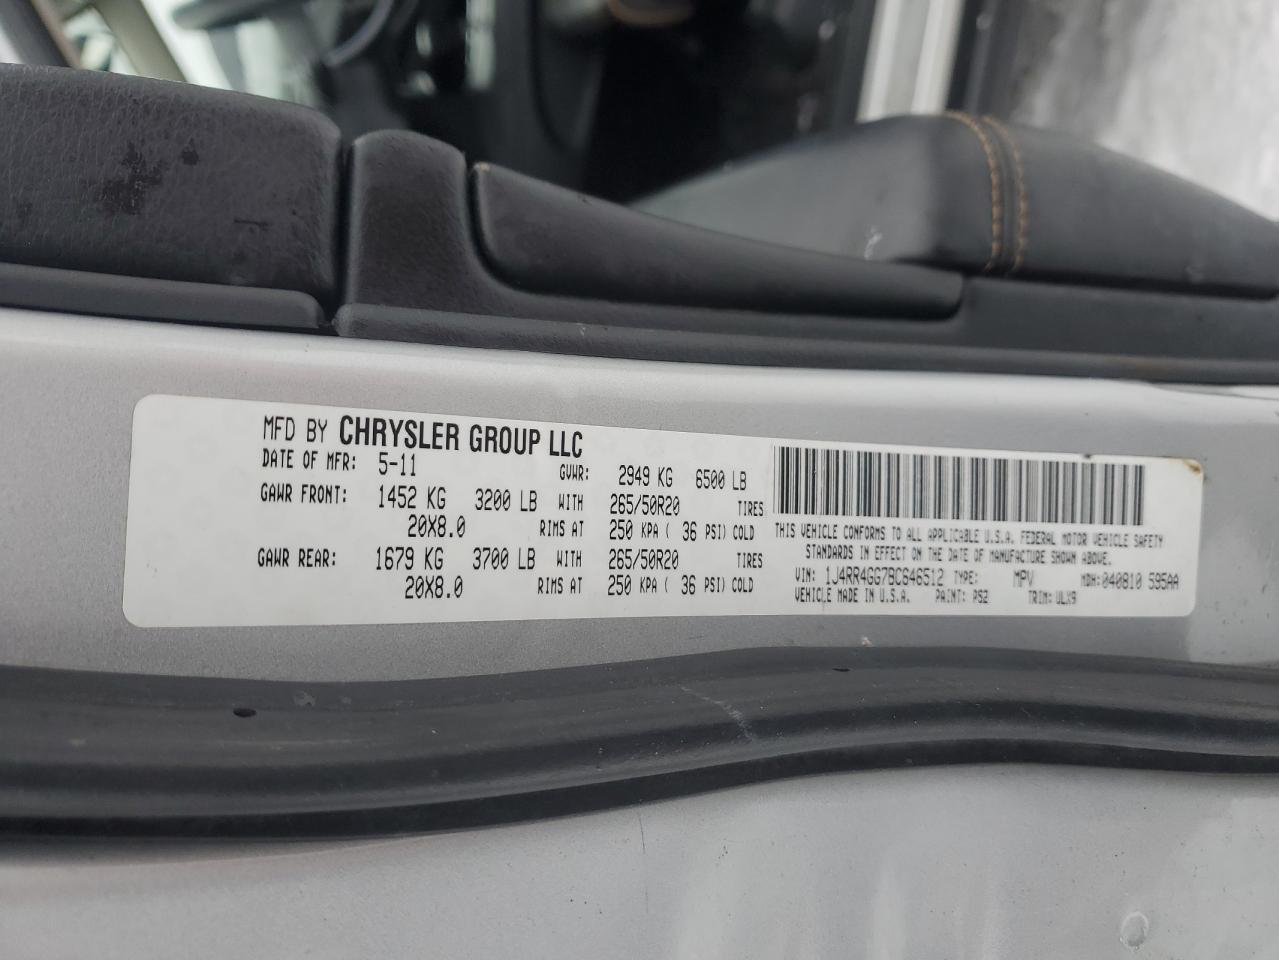 MFD BY CHRYSLER GROUP LLC
DATE OF MFR: 5-11 GVWR: 2949 KG 6500 LB
GAWR FRONT: 1452 KG 3200 LB WITH 265/50R20 TIRES
20X8.0 RIMS AT 250 KPA ( 36 PSI) COLD
GAWR REAR: 1679 KG 3700 LB WITH 265/50R20 TIRES
20X8.0 RIMS AT 250 KPA ( 36 PSI) COLD
THIS VEHICLE CONFORMS TO ALL APPLICABLE U.S.A. FEDERAL MOTOR VEHICLE SAFETY
STANDARDS IN EFFECT ON THE DATE OF MANUFACTURE SHOWN ABOVE.
VIN: 1J4RR4GG7BC646512 TYPE: MPV MDH: 040810 595AA
VEHICLE MADE IN U.S.A. PAINT: PS2 TRIM: ULX9